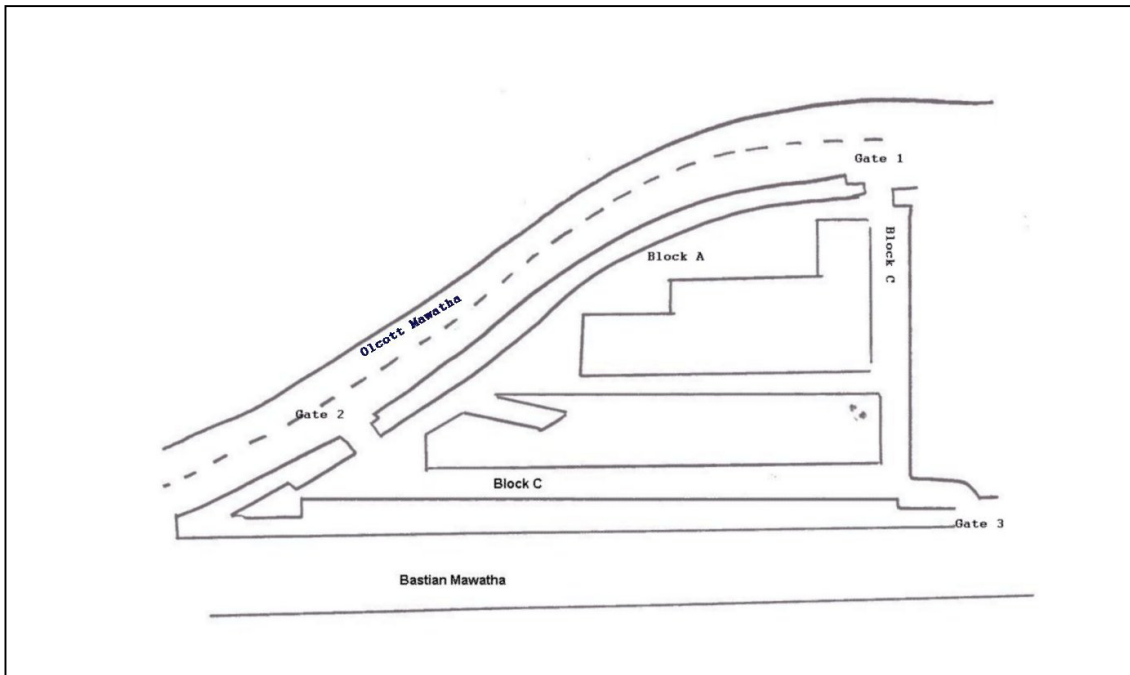 Gate 1
Block C
Block A
Olcott Mawatha
Gate 2
Block C
Gate 3
Bastian Mawatha